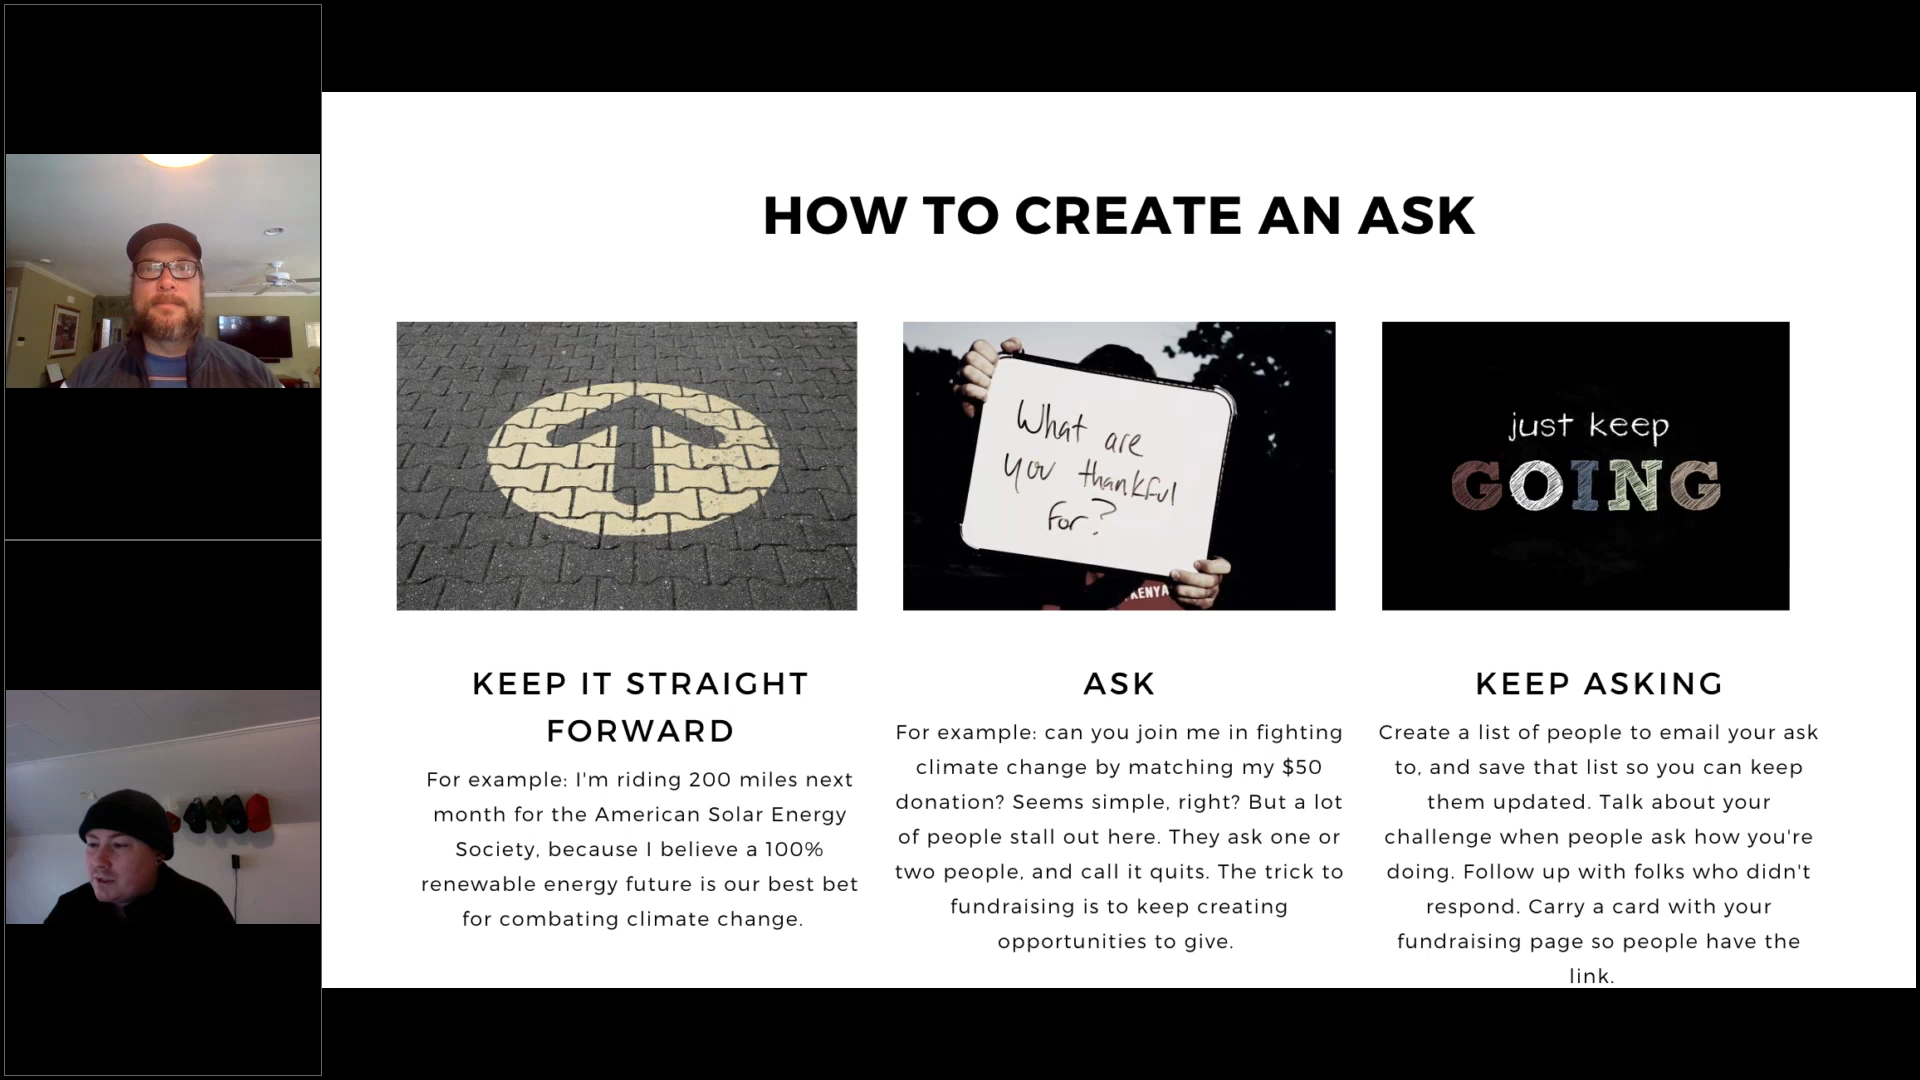 HOW TO CREATE AN ASK
What are
you thankful
for?
KENYA
just keep
GOING
KEEP IT STRAIGHT
FORWARD
For example: I'm riding 200 miles next
month for the American Solar Energy
Society, because I believe a 100%
renewable energy future is our best bet
for combating climate change.
ASK
For example: can you join me in fighting
climate change by matching my $50
donation? Seems simple, right? But a lot
of people stall out here. They ask one or
two people, and call it quits. The trick to
fundraising is to keep creating
opportunities to give.
KEEP ASKING
Create a list of people to email your ask
to, and save that list so you can keep
them updated. Talk about your
challenge when people ask how you're
doing. Follow up with folks who didn't
respond. Carry a card with your
fundraising page so people have the
link.